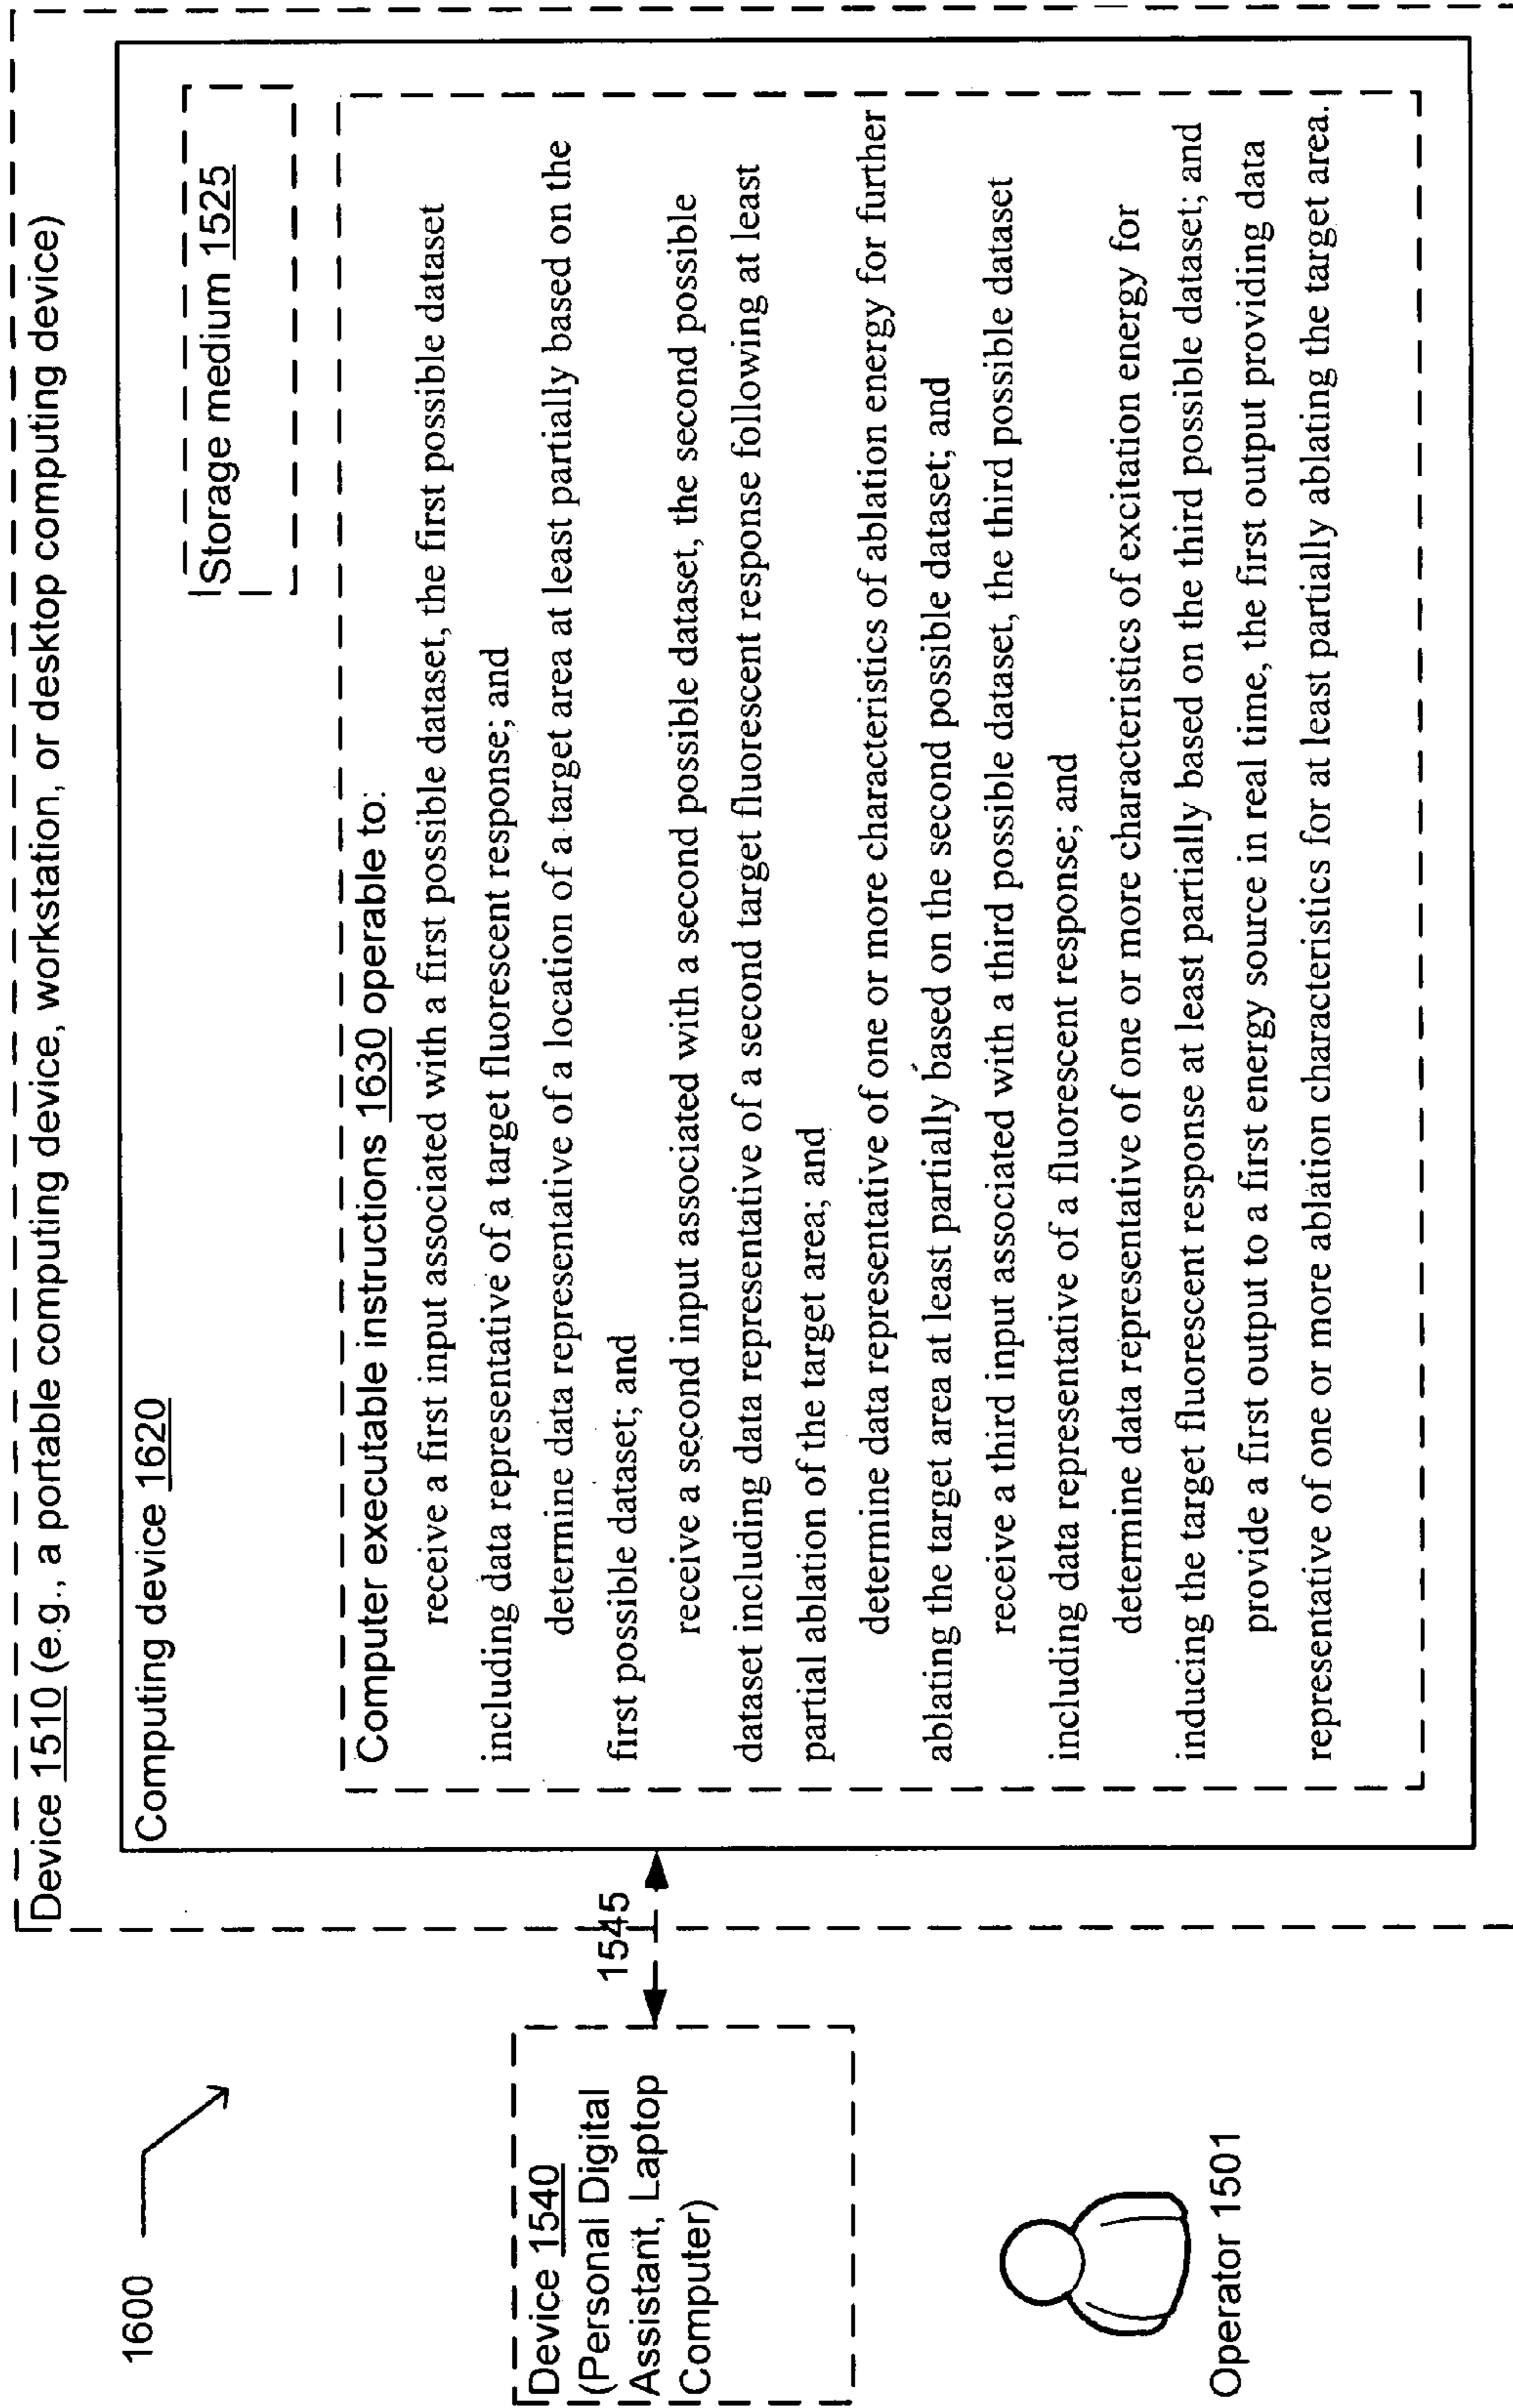 1600
Device 1510 (e.g., a portable computing device, workstation, or desktop computing device)
Computing device 1620
Storage medium 1525
Computer executable instructions 1630 operable to:
receive a first input associated with a first possible dataset, the first possible dataset
including data representative of a target fluorescent response; and
determine data representative of a location of a target area at least partially based on the
first possible dataset; and
receive a second input associated with a second possible dataset, the second possible
dataset including data representative of a second target fluorescent response following at least
partial ablation of the target area; and
determine data representative of one or more characteristics of ablation energy for further
ablating the target area at least partially based on the second possible dataset; and
receive a third input associated with a third possible dataset, the third possible dataset
including data representative of a fluorescent response; and
determine data representative of one or more characteristics of excitation energy for
inducing the target fluorescent response at least partially based on the third possible dataset; and
provide a first output to a first energy source in real time, the first output providing data
representative of one or more ablation characteristics for at least partially ablating the target area.
1545
Device 1540
(Personal Digital
Assistant, Laptop
Computer)
Operator 1501